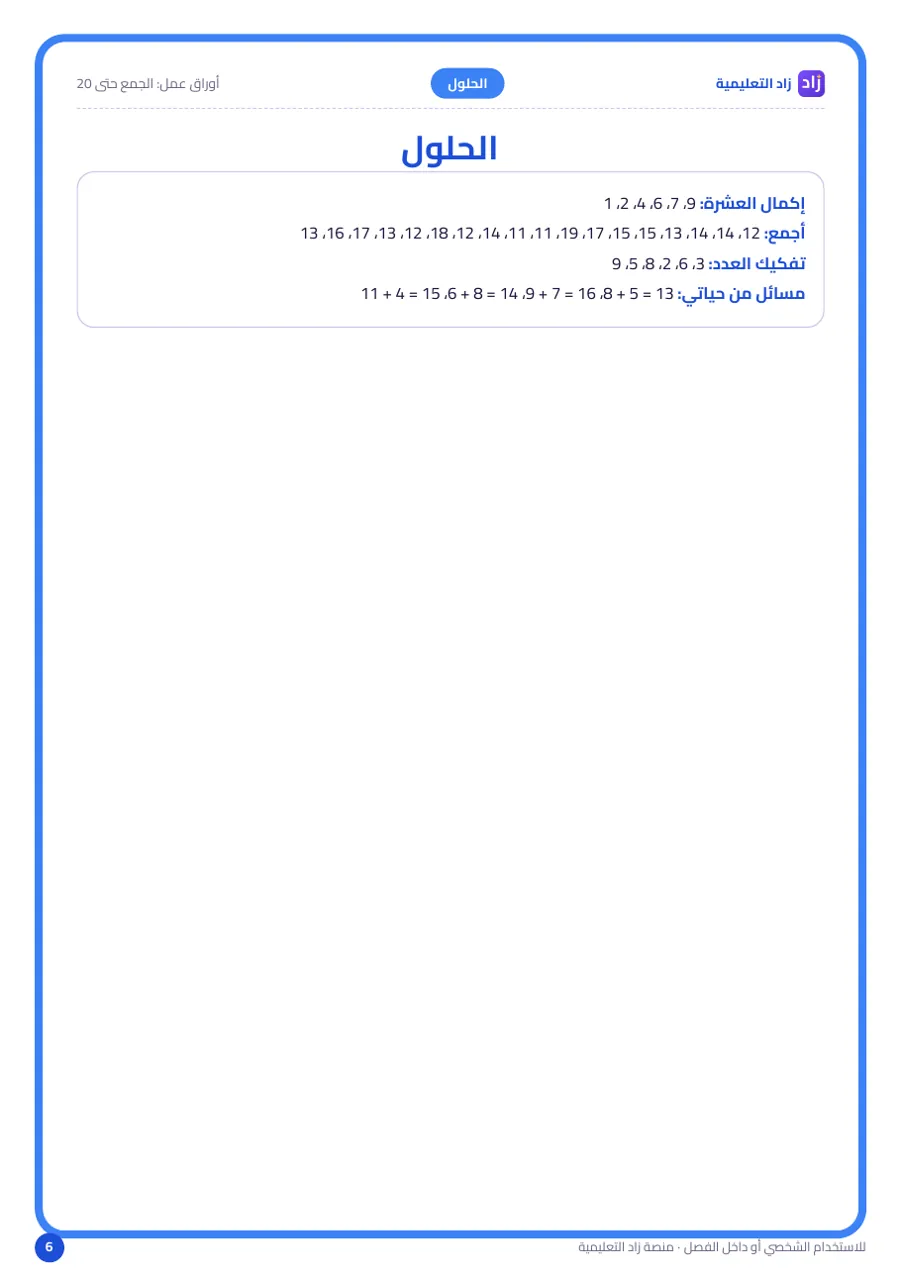 زاد زاد التعليمية
الحلول
أوراق عمل: الجمع حتى 20
الحلول
إكمال العشرة: 9، 7، 6، 4، 2، 1
أجمع: 12، 14، 14، 13، 15، 15، 17، 19، 11، 11، 14، 12، 18، 12، 13، 17، 16، 13
تفكيك العدد: 3، 6، 2، 8، 5، 9
مسائل من حياتي: 13 = 5 + 8، 16 = 7 + 9، 14 = 8 + 6، 15 = 4 + 11
للاستخدام الشخصي أو داخل الفصل · منصة زاد التعليمية
6